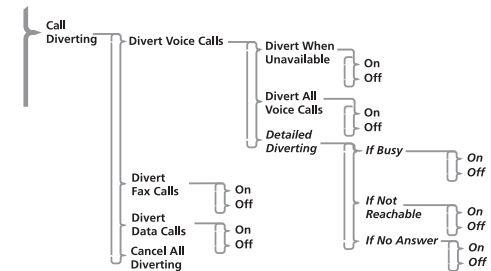 Call
Diverting
Divert Voice Calls
Divert When
Unavailable
On
Off
Divert All
Voice Calls
On
Off
Detailed
Diverting
If Busy
On
Off
If Not
Reachable
On
Off
If No Answer
On
Off
Divert
Fax Calls
On
Off
Divert
Data Calls
On
Off
Cancel All
Diverting